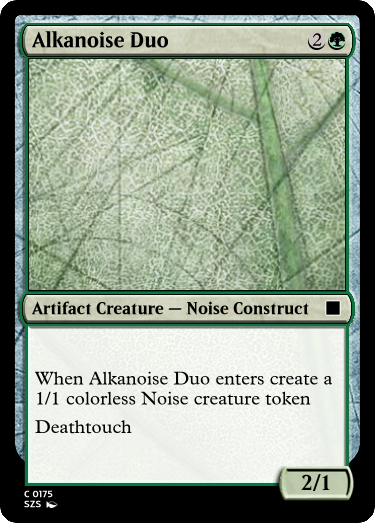 Alkanoise Duo 2
Artifact Creature — Noise Construct
When Alkanoise Duo enters create a
1/1 colorless Noise creature token
Deathtouch
2/1
C 0175
SZS